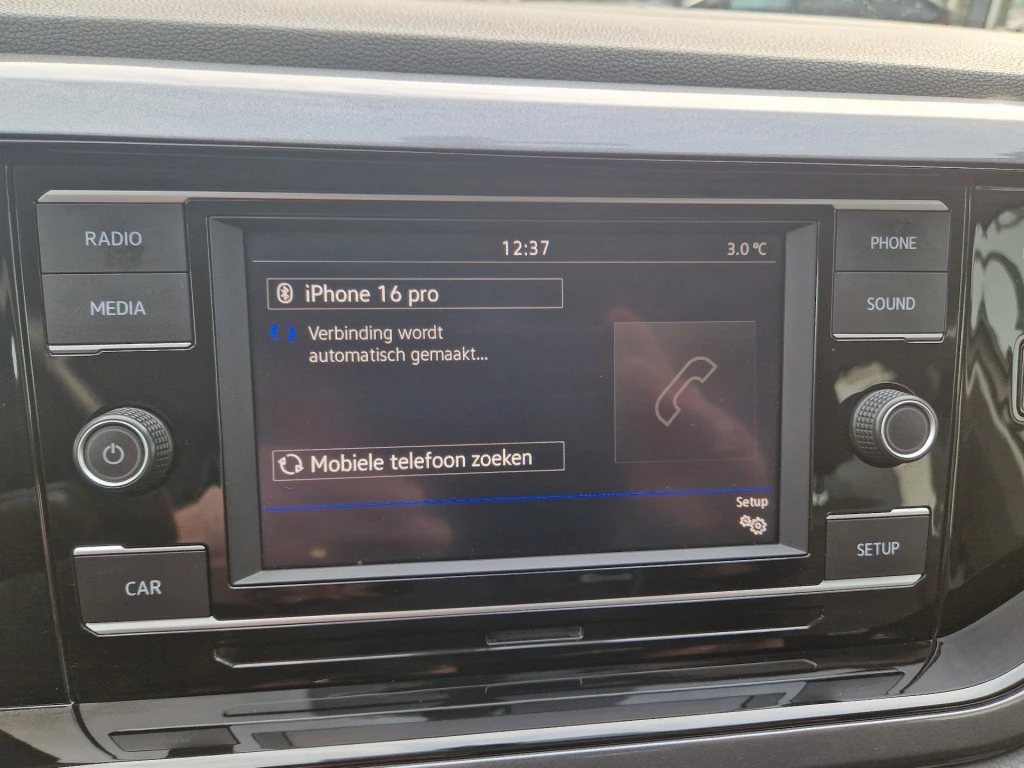 12:37
3.0 °C
RADIO
PHONE
MEDIA
SOUND
iPhone 16 pro
Verbinding wordt
automatisch gemaakt...
Mobiele telefoon zoeken
Setup
CAR
SETUP